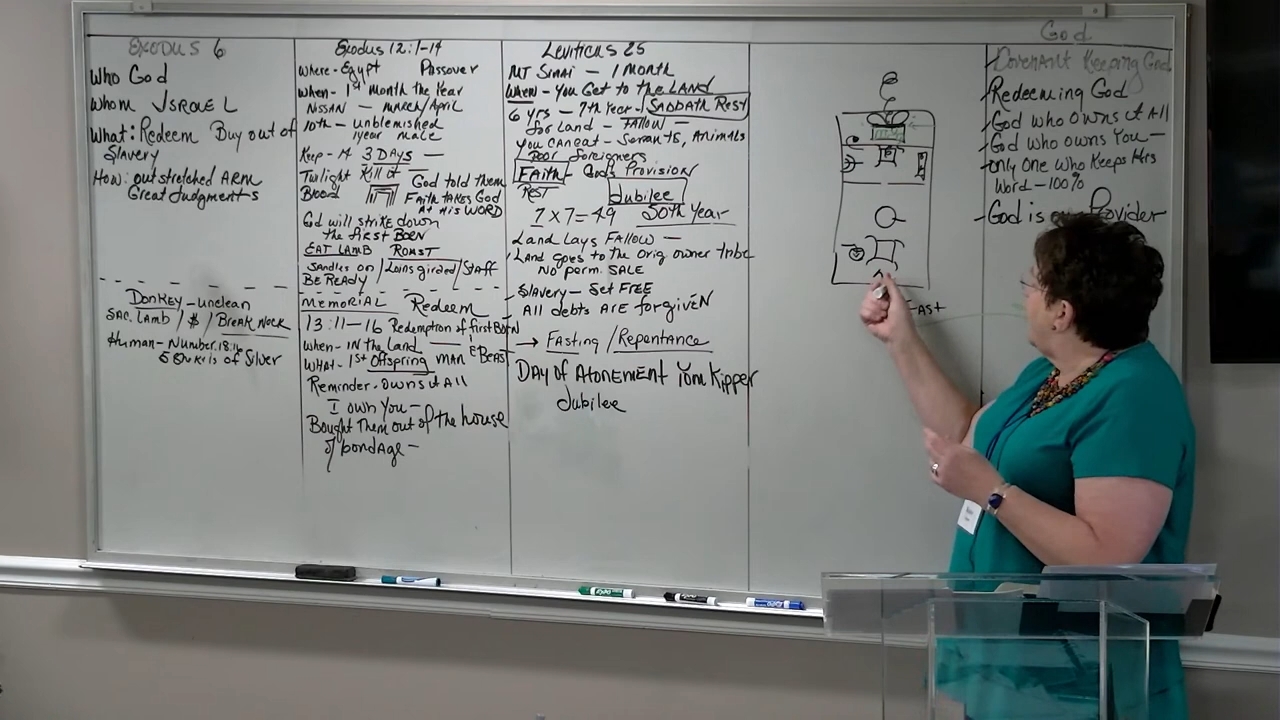 Exodus 6
Who God
Whom ISRAEL
What: Redeem Buy out of
Slavery
How: outstretched ARM
Great Judgments
Donkey - unclean
Sac. Lamb / $ / Break Neck
Human - Number 18:16
5 Shekels of Silver
Exodus 12:1-14
Where - Egypt Passover
When - 1st Month the Year
NISSAN - MARCH/April
10th - unblemished
1year male
Keep - 14 3 DAYS -
Twilight Kill it -
Blood God told them
FAITH TAKES God
At His WORD
God will strike down
the First BORN
EAT LAMB ROAST
Sandles on / Loins girded / Staff
BE READY
MEMORIAL Redeem
13:11-16 Redemption of first BORN
When - IN the Land - MAN & BEAST
WHAT - 1st Offspring
Reminder - owns it All
I own You -
Bought Them out of the house
of bondage -
Leviticus 25
MT Sinai - 1 Month
When - You Get to the LAND
6 yrs - 7th Year - SABBATH REST
for Land - FALLOW -
You can eat - Servants, Animals
Poor foreigners
FAITH - God's Provision
REST
Jubilee
7 x 7 = 49 50th Year
Land Lays FALLOW -
Land goes to the orig owner tribe
No perm. SALE
Slavery - Set FREE
All debts ARE forgiven
→ Fasting / Repentance
DAY of Atonement Yom Kipper
Jubilee
God
Covenant Keeping God
Redeeming God
God who owns it All
God who owns You -
only One who Keeps His
Word - 100%
God is our Provider